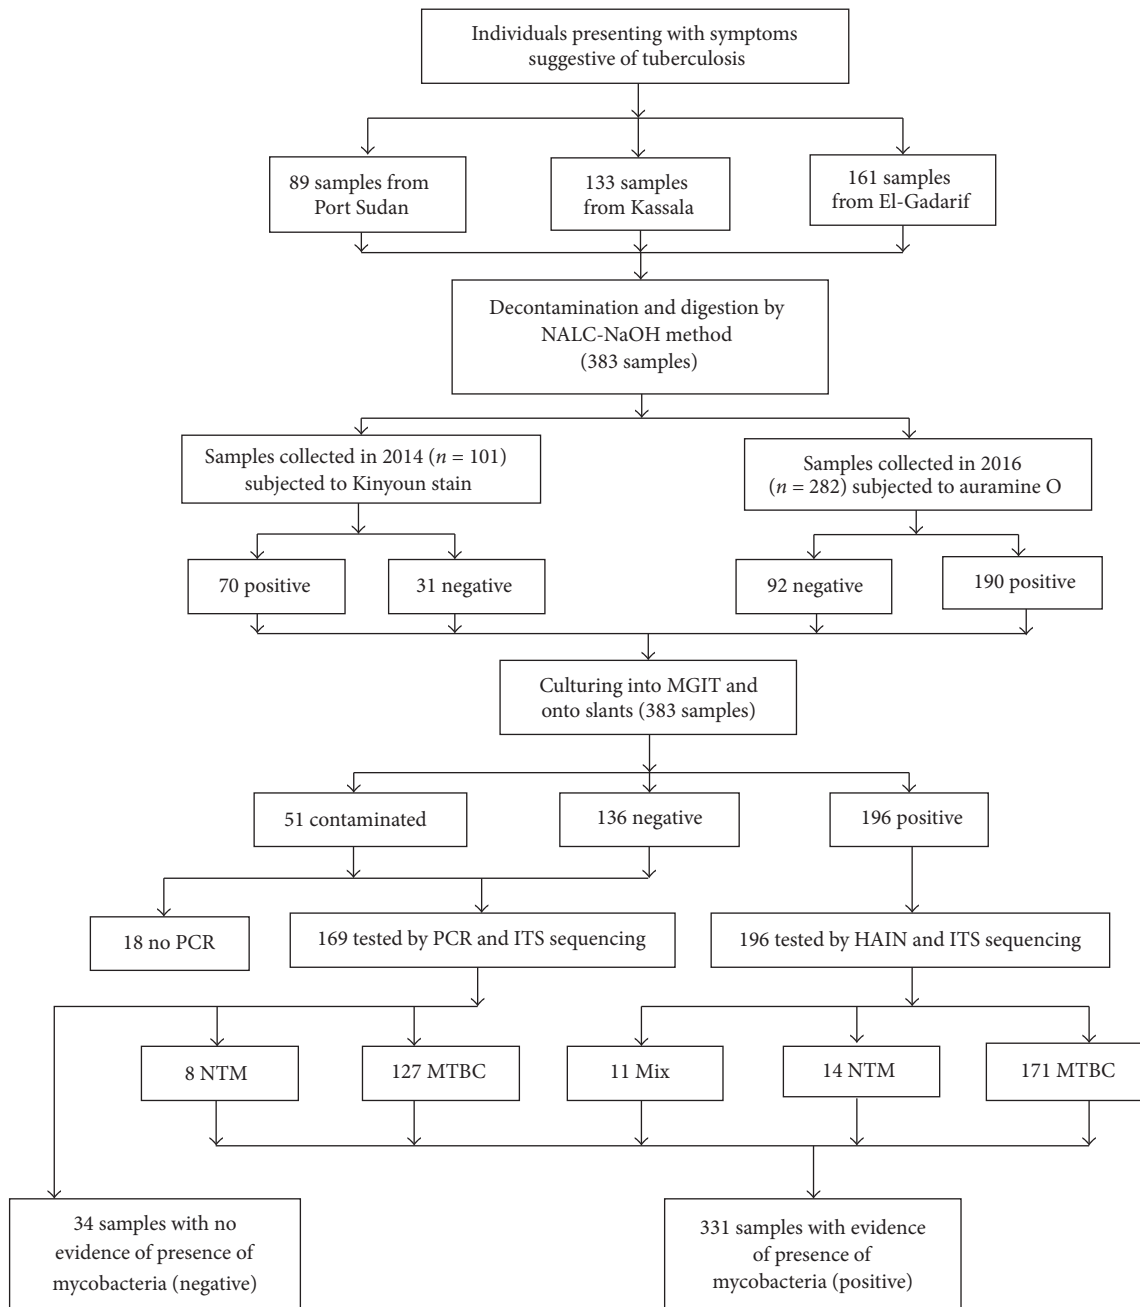 Individuals presenting with symptoms
suggestive of tuberculosis
89 samples from
Port Sudan
133 samples
from Kassala
161 samples
from El-Gadarif
Decontamination and digestion by
NALC-NaOH method
(383 samples)
Samples collected in 2014 (n = 101)
subjected to Kinyoun stain
Samples collected in 2016
(n = 282) subjected to auramine O
70 positive
31 negative
92 negative
190 positive
Culturing into MGIT and
onto slants (383 samples)
51 contaminated
136 negative
196 positive
18 no PCR
169 tested by PCR and ITS sequencing
196 tested by HAIN and ITS sequencing
8 NTM
127 MTBC
11 Mix
14 NTM
171 MTBC
34 samples with no
evidence of presence of
mycobacteria (negative)
331 samples with evidence
of presence of
mycobacteria (positive)